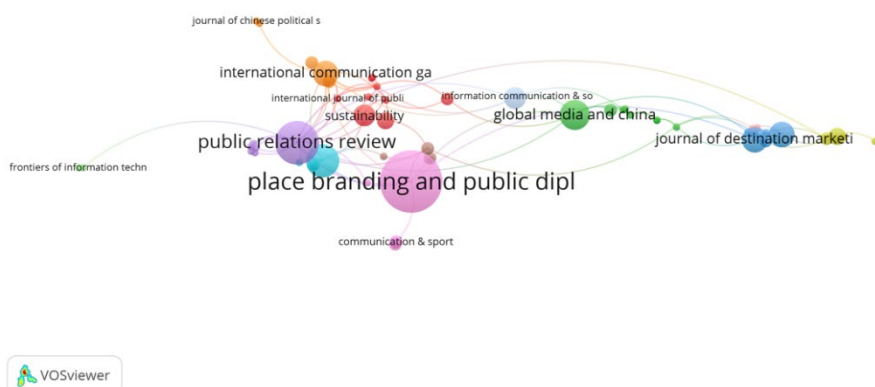 journal of chinese political s
international communication ga
international journal of publi
information communication & so
sustainability
global media and china
public relations review
journal of destination marketi
frontiers of information techn
place branding and public dipl
communication & sport
VOSviewer